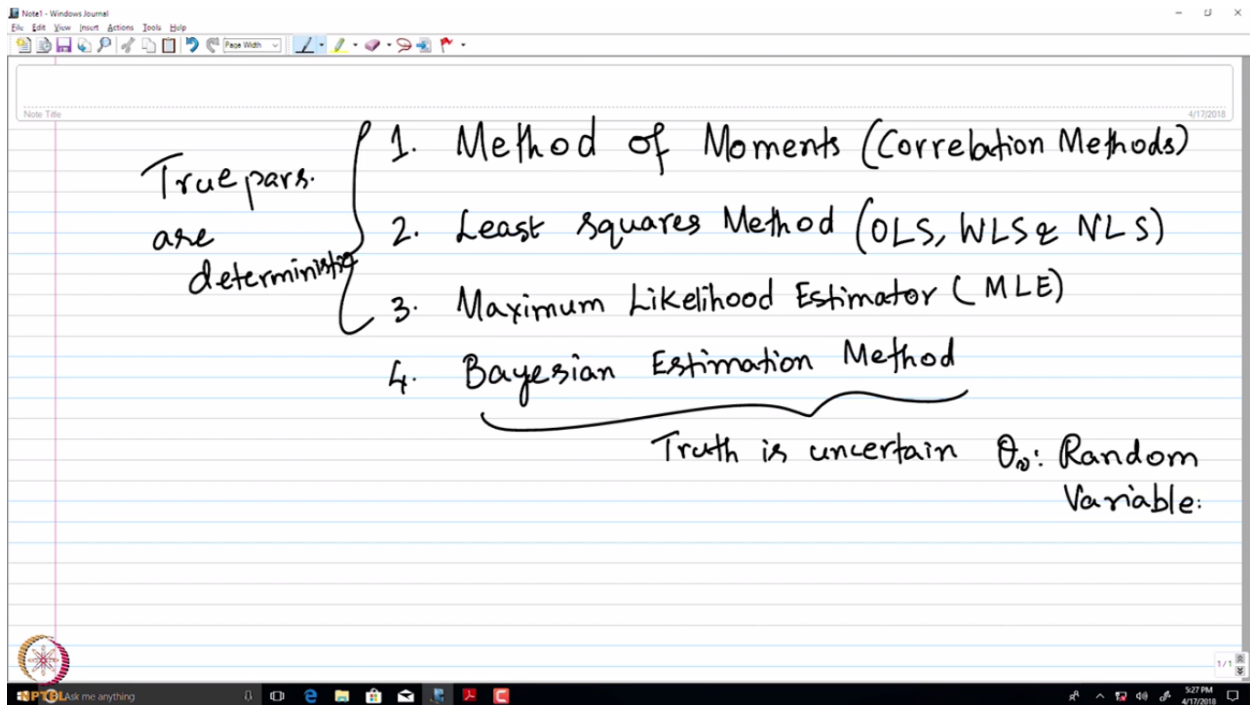 Note1 - Windows Journal
File Edit View Insert Actions Tools Help
Page Width
Note Title
4/17/2018
1. Method of Moments (Correlation Methods)
True pars.
are
deterministic
2. Least squares Method (OLS, WLS & NLS)
3. Maximum Likelihood Estimator (MLE)
4. Bayesian Estimation Method
Truth is uncertain θ₀: Random
Variable.
1/1
NPTEL
Ask me anything
5:27 PM
4/17/2018